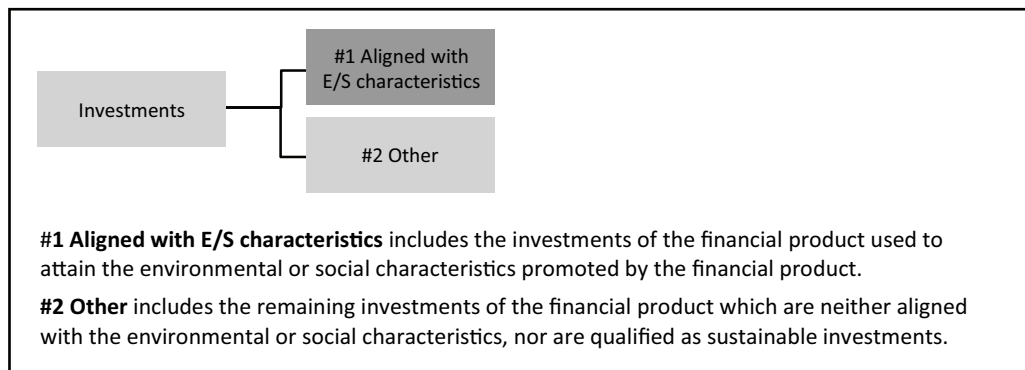 #1 Aligned with
E/S characteristics
Investments
#2 Other
#1 Aligned with E/S characteristics includes the investments of the financial product used to
attain the environmental or social characteristics promoted by the financial product.
#2 Other includes the remaining investments of the financial product which are neither aligned
with the environmental or social characteristics, nor are qualified as sustainable investments.